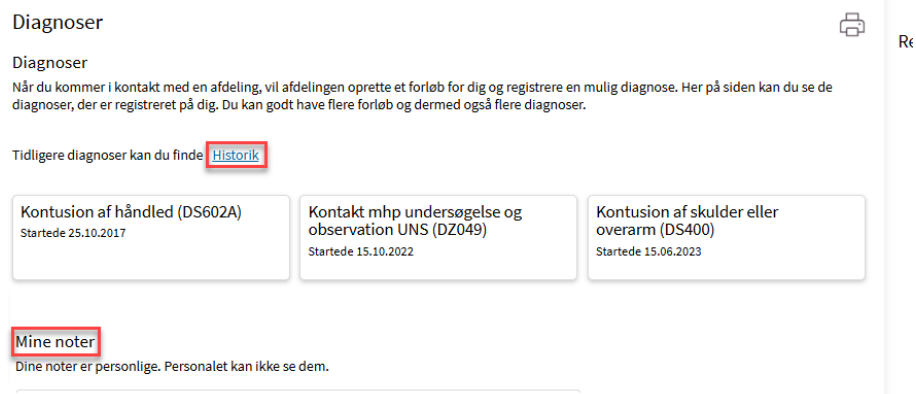 Diagnoser
Re
Diagnoser
Når du kommer i kontakt med en afdeling, vil afdelingen oprette et forløb for dig og registrere en mulig diagnose. Her på siden kan du se de
diagnoser, der er registreret på dig. Du kan godt have flere forløb og dermed også flere diagnoser.
Tidligere diagnoser kan du finde Historik
Kontusion af håndled (DS602A)
Startede 25.10.2017
Kontakt mhp undersøgelse og
observation UNS (DZ049)
Startede 15.10.2022
Kontusion af skulder eller
overarm (DS400)
Startede 15.06.2023
Mine noter
Dine noter er personlige. Personalet kan ikke se dem.